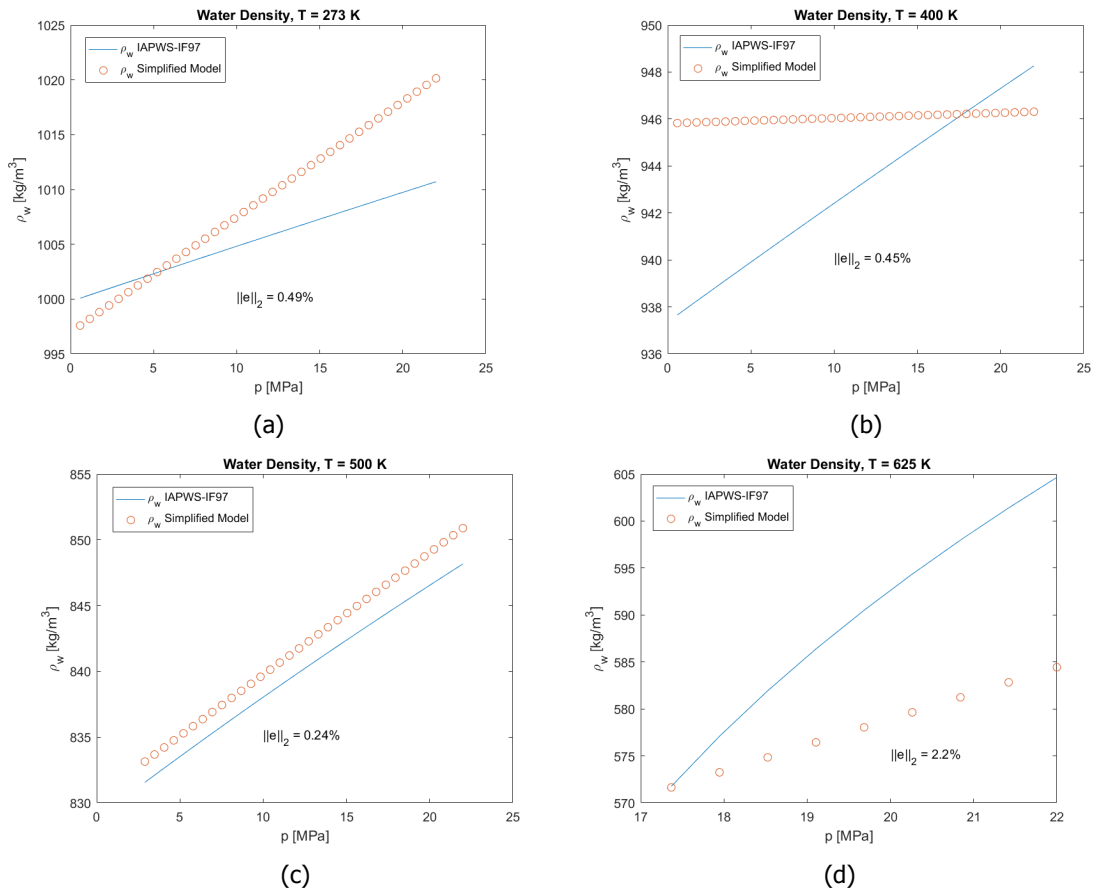 Water Density, T = 273 K
1025
1020
1015
1010
1005
1000
995
ρw [kg/m³]
ρw IAPWS-IF97
ρw Simplified Model
||e||2 = 0.49%
0 5 10 15 20 25
p [MPa]
(a)
Water Density, T = 400 K
950
948
946
944
942
940
938
936
ρw [kg/m³]
ρw IAPWS-IF97
ρw Simplified Model
||e||2 = 0.45%
0 5 10 15 20 25
p [MPa]
(b)
Water Density, T = 500 K
855
850
845
840
835
830
ρw [kg/m³]
ρw IAPWS-IF97
ρw Simplified Model
||e||2 = 0.24%
0 5 10 15 20 25
p [MPa]
(c)
Water Density, T = 625 K
605
600
595
590
585
580
575
570
ρw [kg/m³]
ρw IAPWS-IF97
ρw Simplified Model
||e||2 = 2.2%
17 18 19 20 21 22
p [MPa]
(d)